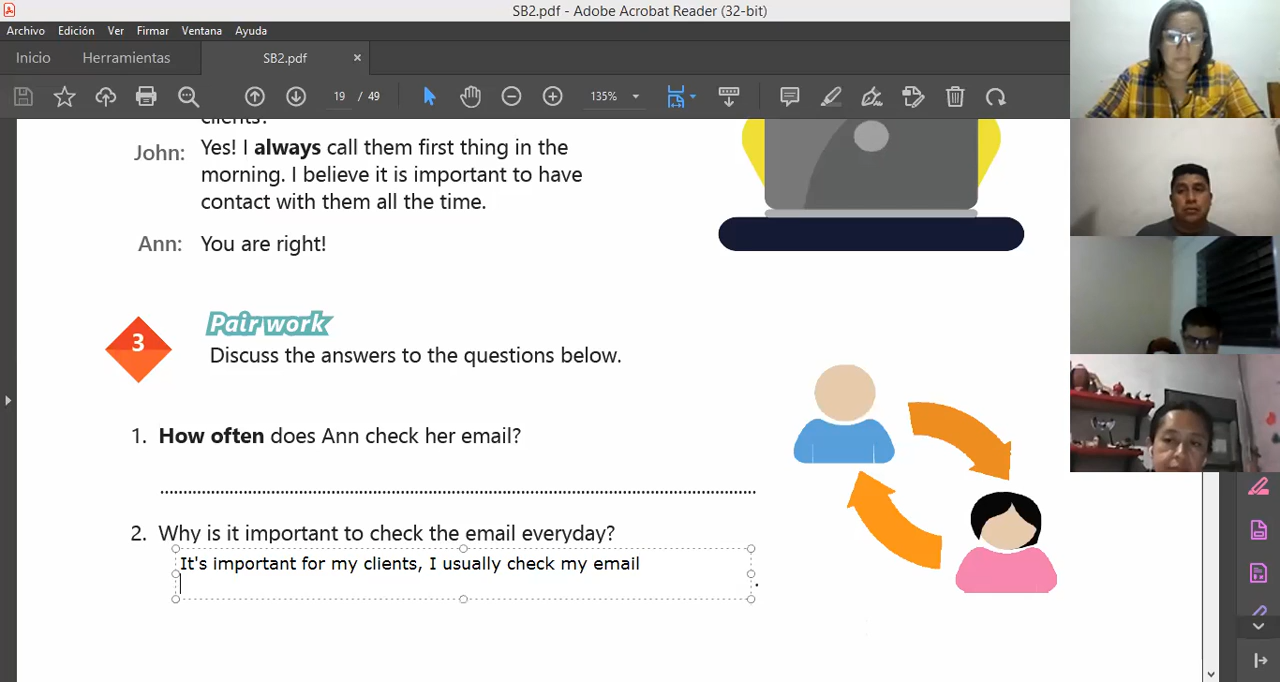 SB2.pdf - Adobe Acrobat Reader (32-bit)
Archivo Edición Ver Firmar Ventana Ayuda
Inicio Herramientas SB2.pdf ×
19 / 49 135%
clients?
John: Yes! I always call them first thing in the
morning. I believe it is important to have
contact with them all the time.
Ann: You are right!
3 Pair work
Discuss the answers to the questions below.
1. How often does Ann check her email?
2. Why is it important to check the email everyday?
It's important for my clients, I usually check my email